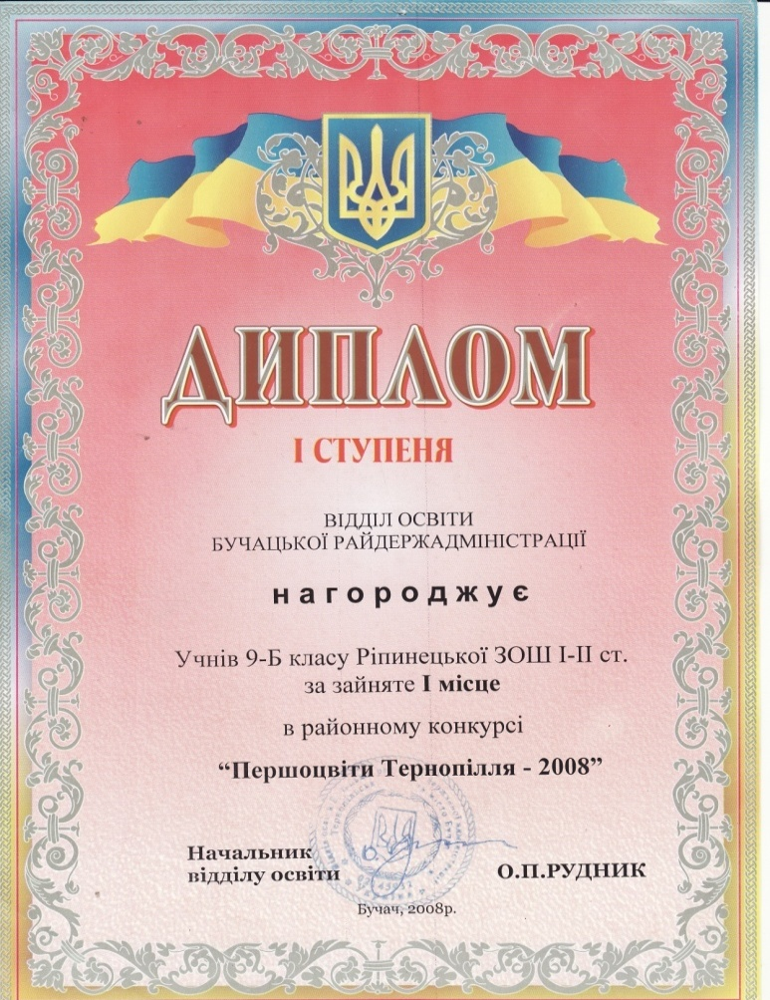 ДИПЛОМ
І СТУПЕНЯ
ВІДДІЛ ОСВІТИ
БУЧАЦЬКОЇ РАЙДЕРЖАДМІНІСТРАЦІЇ
нагороджує
Учнів 9-Б класу Ріпинецької ЗОШ І-ІІ ст.
за зайняте І місце
в районному конкурсі
“Першоцвіти Тернопілля - 2008”
Начальник
відділу освіти
О.П.РУДНИК
Бучач, 2008р.